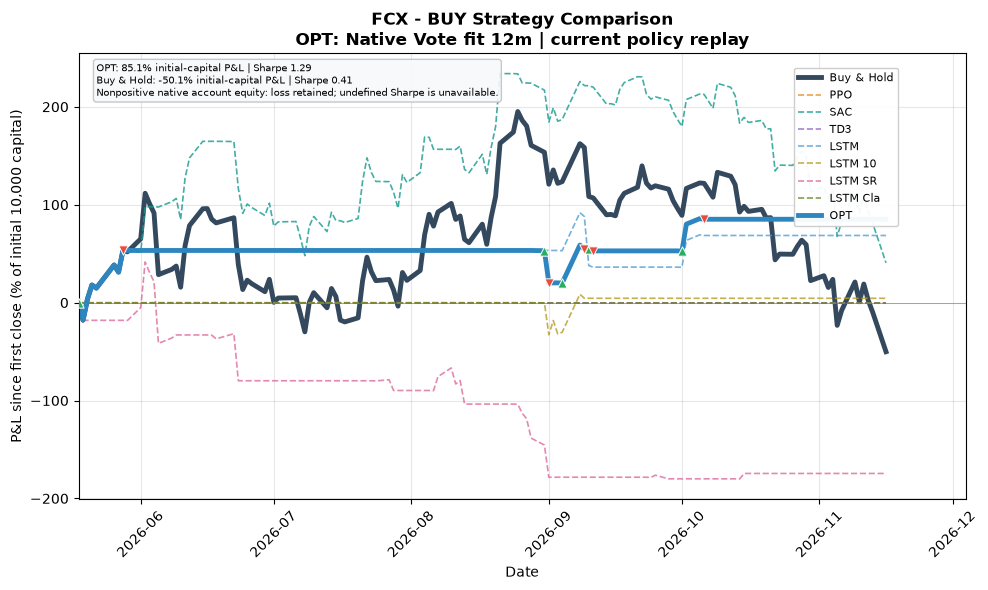 FCX - BUY Strategy Comparison
OPT: Native Vote fit 12m | current policy replay
OPT: 85.1% initial-capital P&L | Sharpe 1.29
Buy & Hold: -50.1% initial-capital P&L | Sharpe 0.41
Nonpositive native account equity: loss retained; undefined Sharpe is unavailable.
Buy & Hold
PPO
SAC
TD3
LSTM
LSTM 10
LSTM SR
LSTM Cla
OPT
P&L since first close (% of initial 10,000 capital)
200
100
0
−100
−200
2026-06
2026-07
2026-08
2026-09
2026-10
2026-11
2026-12
Date